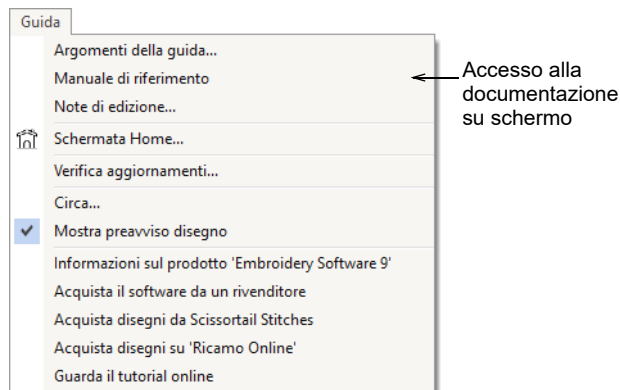 Guida
Argomenti della guida...
Manuale di riferimento
Note di edizione...
Schermata Home...
Verifica aggiornamenti...
Circa...
Mostra preavviso disegno
Informazioni sul prodotto 'Embroidery Software 9'
Acquista il software da un rivenditore
Acquista disegni da Scissortail Stitches
Acquista disegni su 'Ricamo Online'
Guarda il tutorial online
Accesso alla
documentazione
su schermo